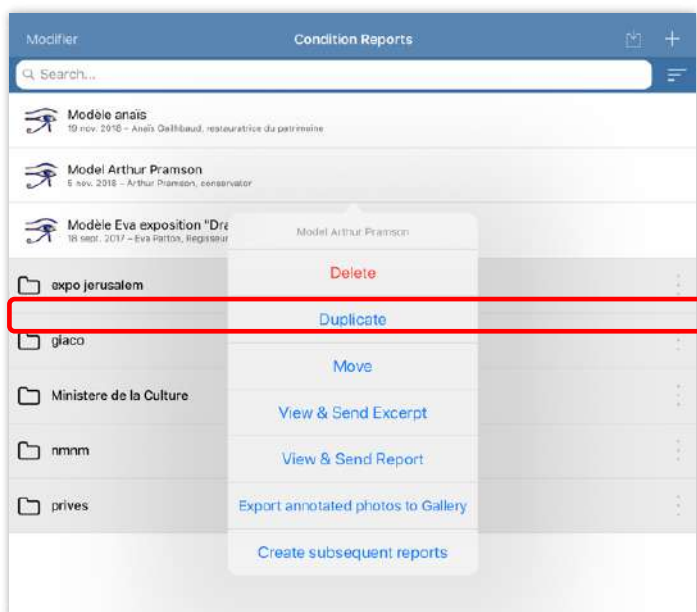 Modifier
Condition Reports
Search...
Modèle anaïs
19 nov. 2018 – Anaïs Gailhbaud, restauratrice du patrimoine
Model Arthur Pramson
5 nov. 2018 – Arthur Pramson, conservator
Modèle Eva exposition "Dra
18 sept. 2017 – Eva Patton, Regisseur
Model Arthur Pramson
Delete
expo jerusalem
Duplicate
giaco
Move
Ministere de la Culture
View & Send Excerpt
nmnm
View & Send Report
prives
Export annotated photos to Gallery
Create subsequent reports